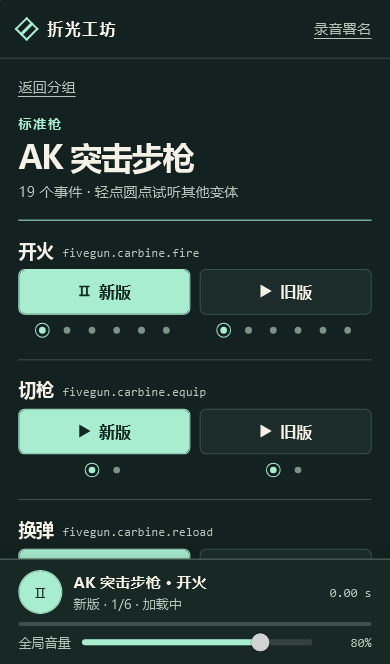 折光工坊 录音署名
返回分组
标准枪
AK 突击步枪
19 个事件 · 轻点圆点试听其他变体
开火 fivegun.carbine.fire
新版 旧版
切枪 fivegun.carbine.equip
新版 旧版
换弹 fivegun.carbine.reload
AK 突击步枪 · 开火
新版 · 1/6 · 加载中 0.00 s
全局音量 80%